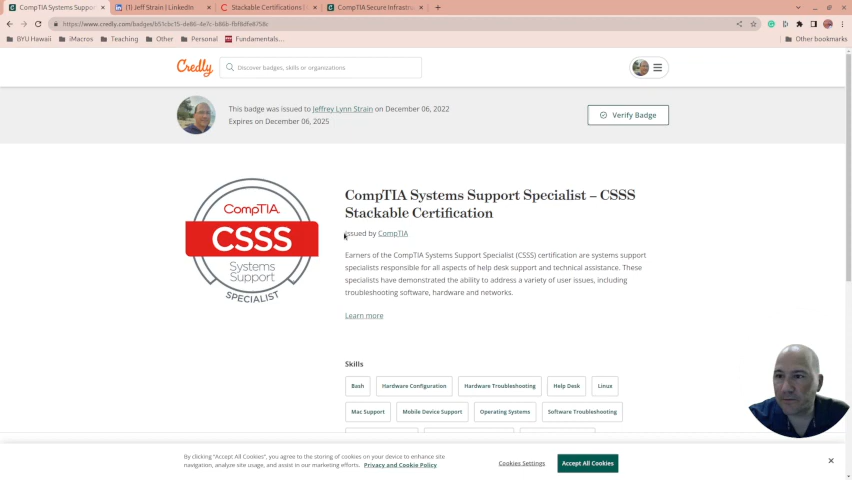 CompTIA Systems Suppor
(1) Jeff Strain | LinkedIn
Stackable Certifications |
CompTIA Secure Infrastru
https://www.credly.com/badges/
BYU Hawaii
iMacros
Teaching
Other
Personal
Fundamentals...
Other bookmarks
Credly
Discover badges, skills or organizations
This badge was issued to Jeffrey Lynn Strain on December 06, 2022
Expires on December 06, 2025
Verify Badge
CompTIA.
CSSS
Systems
Support
SPECIALIST
CompTIA Systems Support Specialist – CSSS
Stackable Certification
Issued by CompTIA
Earners of the CompTIA Systems Support Specialist (CSSS) certification are systems support
specialists responsible for all aspects of help desk support and technical assistance. These
specialists have demonstrated the ability to address a variety of user issues, including
troubleshooting software, hardware and networks.
Learn more
Skills
Bash
Hardware Configuration
Hardware Troubleshooting
Help Desk
Linux
Mac Support
Mobile Device Support
Operating Systems
Software Troubleshooting
By clicking "Accept All Cookies", you agree to the storing of cookies on your device to enhance site
navigation, analyze site usage, and assist in our marketing efforts. Privacy and Cookie Policy
Cookies Settings
Accept All Cookies